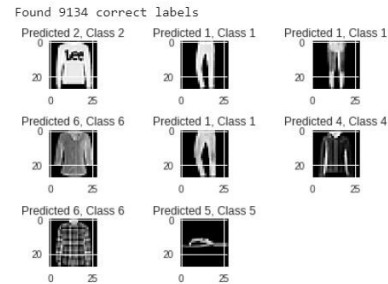 Found 9134 correct labels
Predicted 2, Class 2 Predicted 1, Class 1 Predicted 1, Class 1
0 0 0
Lee
20 20 20
0 25 0 25 0 25
Predicted 6, Class 6 Predicted 1, Class 1 Predicted 4, Class 4
0 0 0
20 20 20
0 25 0 25 0 25
Predicted 6, Class 6 Predicted 5, Class 5
0 0
20 20
0 25 0 25